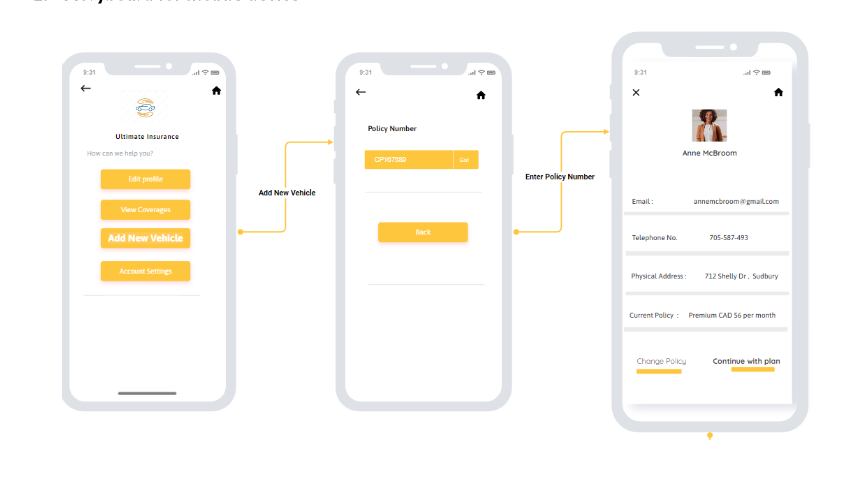 9:31
Ultimate Insurance
How can we help you?
Edit profile
View Coverages
Add New Vehicle
Account Settings
Add New Vehicle
9:31
Policy Number
Go!
Back
Enter Policy Number
9:31
Anne McBroom
Email : annemcbroom@gmail.com
Telephone No. 705-587-493
Physical Address : 712 Shelly Dr , Sudbury
Current Policy : Premium CAD 56 per month
Change Policy Continue with plan